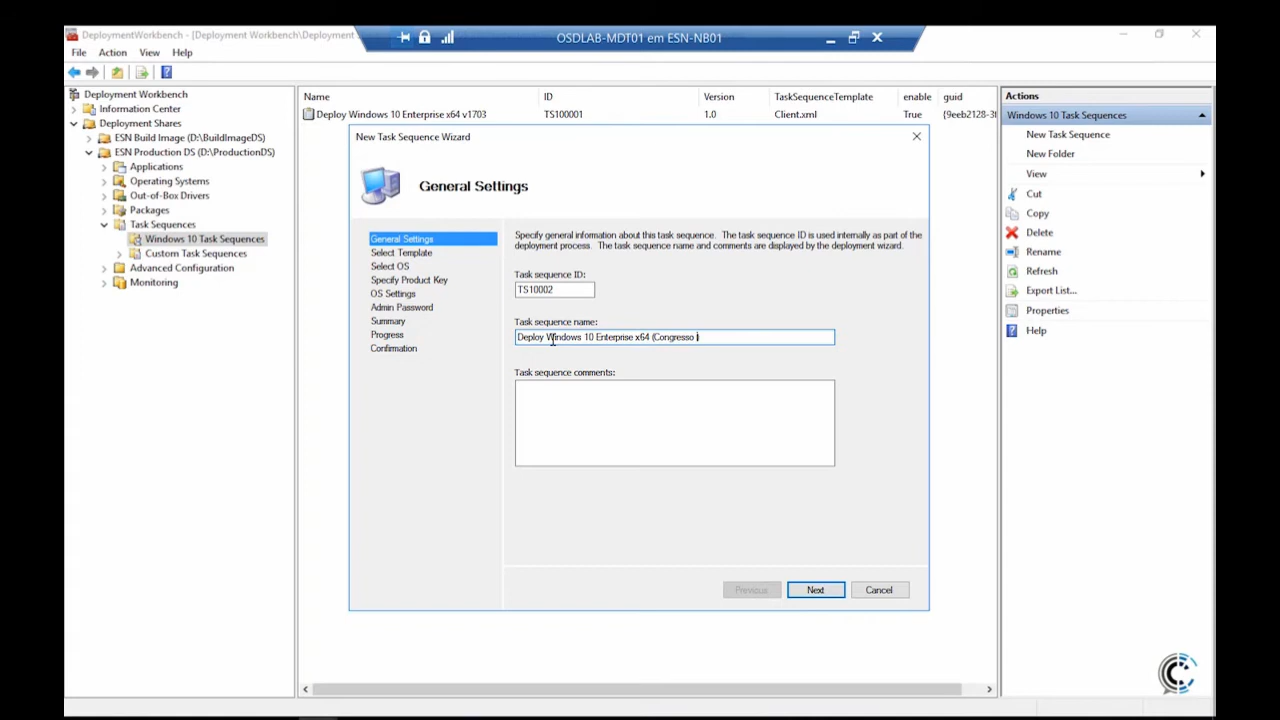 DeploymentWorkbench - [Deployment Workbench\Deployment
OSDLAB-MDT01 em ESN-NB01
File Action View Help
Deployment Workbench
Information Center
Deployment Shares
ESN Build Image (D:\BuildImageDS)
ESN Production DS (D:\ProductionDS)
Applications
Operating Systems
Out-of-Box Drivers
Packages
Task Sequences
Windows 10 Task Sequences
Custom Task Sequences
Advanced Configuration
Monitoring
Name ID Version TaskSequenceTemplate enable guid
Deploy Windows 10 Enterprise x64 v1703 TS100001 1.0 Client.xml True {9eeb2128-3f
New Task Sequence Wizard
General Settings
General Settings
Select Template
Select OS
Specify Product Key
OS Settings
Admin Password
Summary
Progress
Confirmation
Specify general information about this task sequence. The task sequence ID is used internally as part of the
deployment process. The task sequence name and comments are displayed by the deployment wizard.
Task sequence ID:
TS10002
Task sequence name:
Deploy Windows 10 Enterprise x64 (Congresso )
Task sequence comments:
Previous Next Cancel
Actions
Windows 10 Task Sequences
New Task Sequence
New Folder
View
Cut
Copy
Delete
Rename
Refresh
Export List...
Properties
Help